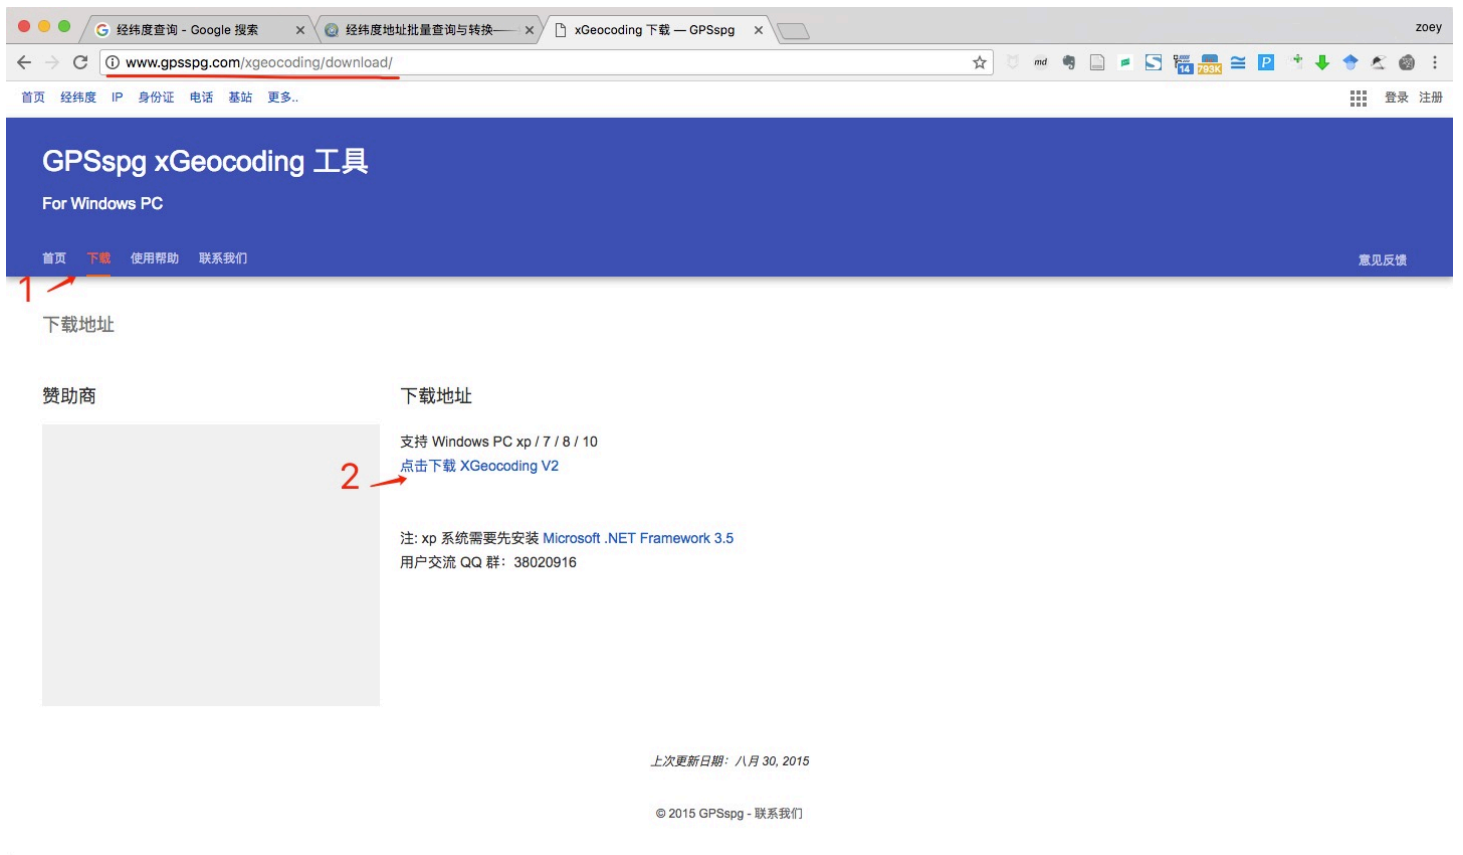 经纬度查询 - Google 搜索
经纬度地址批量查询与转换——
xGeocoding 下载 — GPSspg
zoey
www.gpsspg.com/xgeocoding/download/
md
14
793K
P
首页 经纬度 IP 身份证 电话 基站 更多..
登录 注册
GPSspg xGeocoding 工具
For Windows PC
首页 下载 使用帮助 联系我们
意见反馈
1
下载地址
赞助商
下载地址
支持 Windows PC xp / 7 / 8 / 10
2
点击下载 XGeocoding V2
注: xp 系统需要先安装 Microsoft .NET Framework 3.5
用户交流 QQ 群：38020916
上次更新日期：八月 30, 2015
© 2015 GPSspg - 联系我们